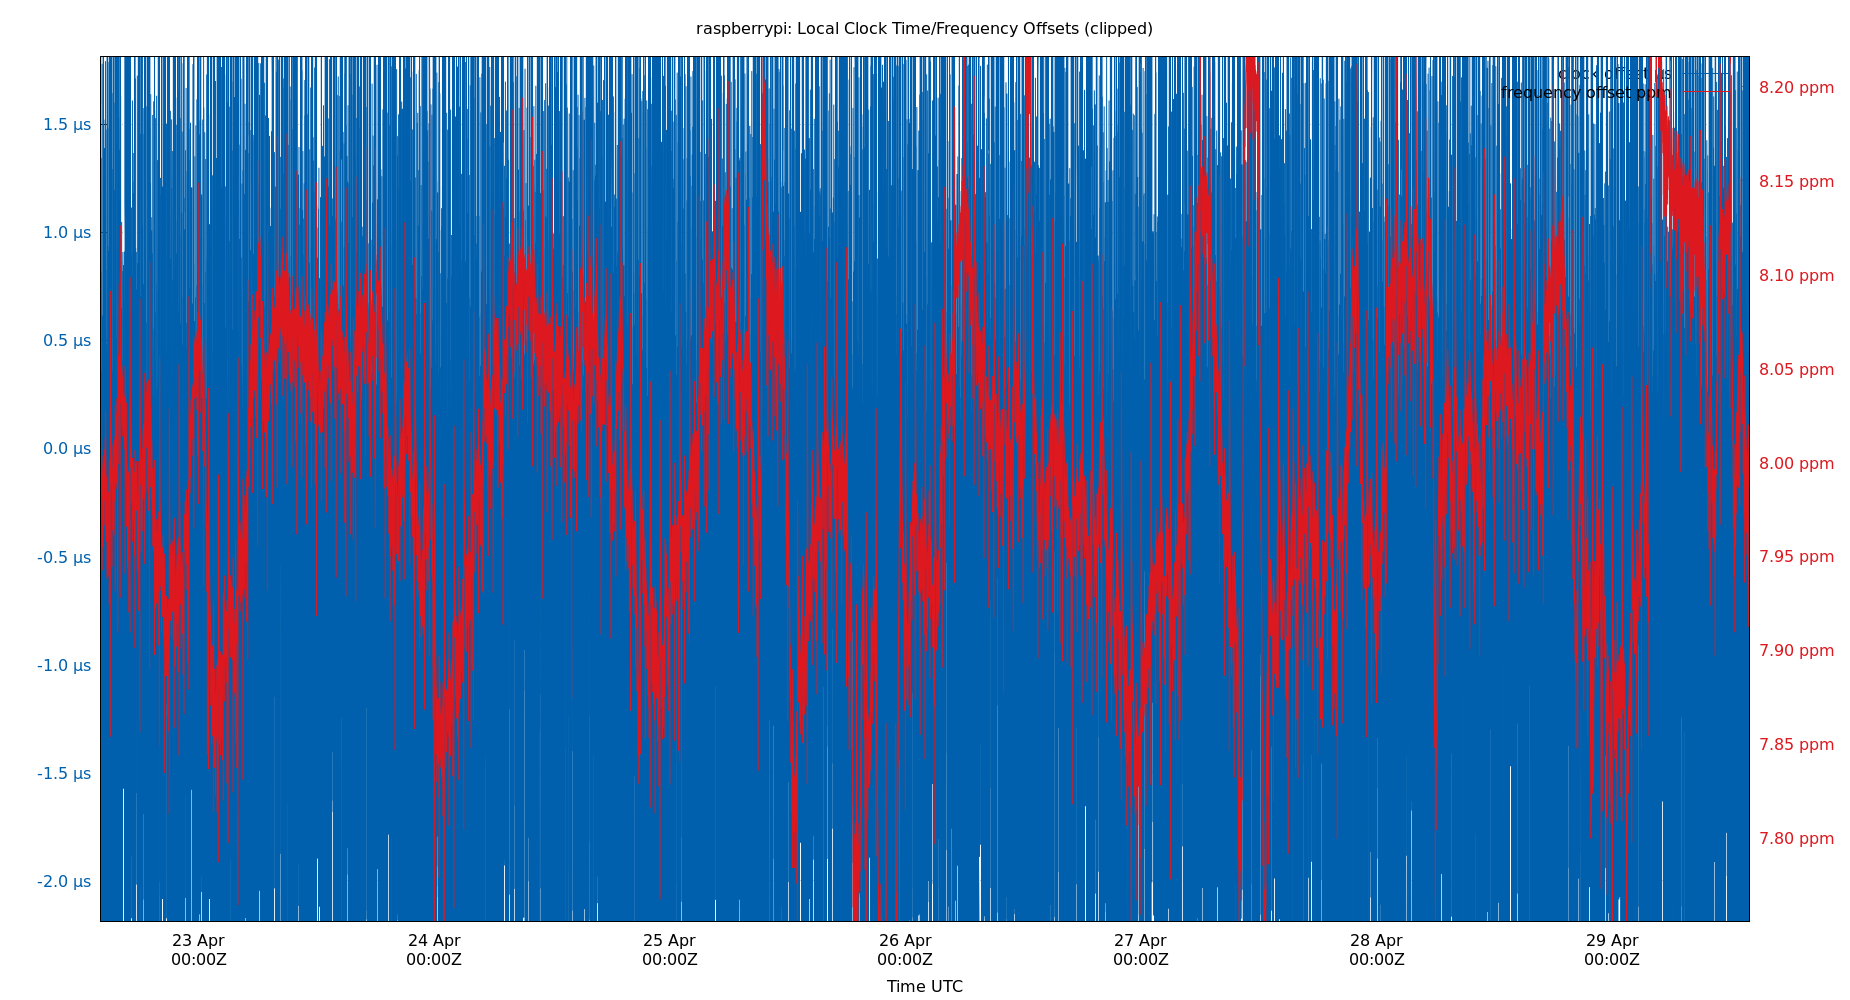 raspberrypi: Local Clock Time/Frequency Offsets (clipped)
clock offset µs
frequency offset ppm
1.5 µs
1.0 µs
0.5 µs
0.0 µs
-0.5 µs
-1.0 µs
-1.5 µs
-2.0 µs
8.20 ppm
8.15 ppm
8.10 ppm
8.05 ppm
8.00 ppm
7.95 ppm
7.90 ppm
7.85 ppm
7.80 ppm
23 Apr
00:00Z
24 Apr
00:00Z
25 Apr
00:00Z
26 Apr
00:00Z
27 Apr
00:00Z
28 Apr
00:00Z
29 Apr
00:00Z
Time UTC